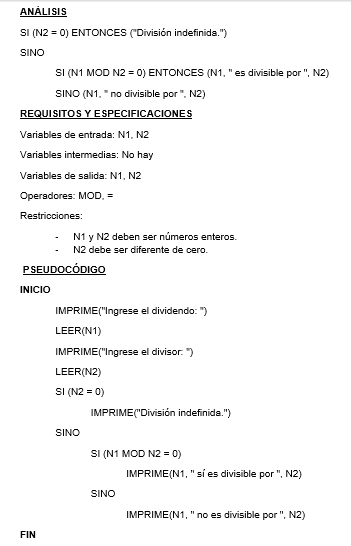 ANÁLISIS
SI (N2 = 0) ENTONCES ("División indefinida.")
SINO
SI (N1 MOD N2 = 0) ENTONCES (N1, " es divisible por ", N2)
SINO (N1, " no divisible por ", N2)
REQUISITOS Y ESPECIFICACIONES
Variables de entrada: N1, N2
Variables intermedias: No hay
Variables de salida: N1, N2
Operadores: MOD, =
Restricciones:
- N1 y N2 deben ser números enteros.
- N2 debe ser diferente de cero.
PSEUDOCÓDIGO
INICIO
IMPRIME("Ingrese el dividendo: ")
LEER(N1)
IMPRIME("Ingrese el divisor: ")
LEER(N2)
SI (N2 = 0)
IMPRIME("División indefinida.")
SINO
SI (N1 MOD N2 = 0)
IMPRIME(N1, " sí es divisible por ", N2)
SINO
IMPRIME(N1, " no es divisible por ", N2)
FIN